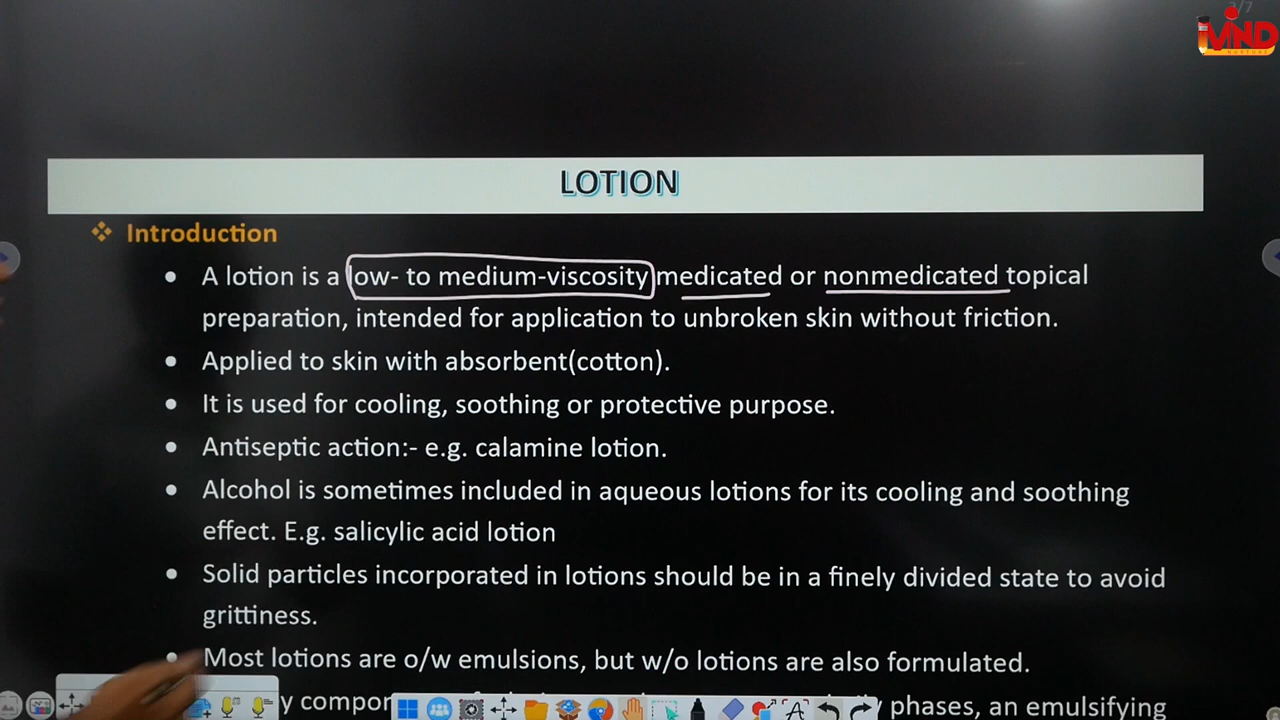 2/7
iMIND
NURTURE
LOTION
Introduction
A lotion is a low- to medium-viscosity medicated or nonmedicated topical
preparation, intended for application to unbroken skin without friction.
Applied to skin with absorbent(cotton).
It is used for cooling, soothing or protective purpose.
Antiseptic action:- e.g. calamine lotion.
Alcohol is sometimes included in aqueous lotions for its cooling and soothing
effect. E.g. salicylic acid lotion
Solid particles incorporated in lotions should be in a finely divided state to avoid
grittiness.
Most lotions are o/w emulsions, but w/o lotions are also formulated.
phases, an emulsifying